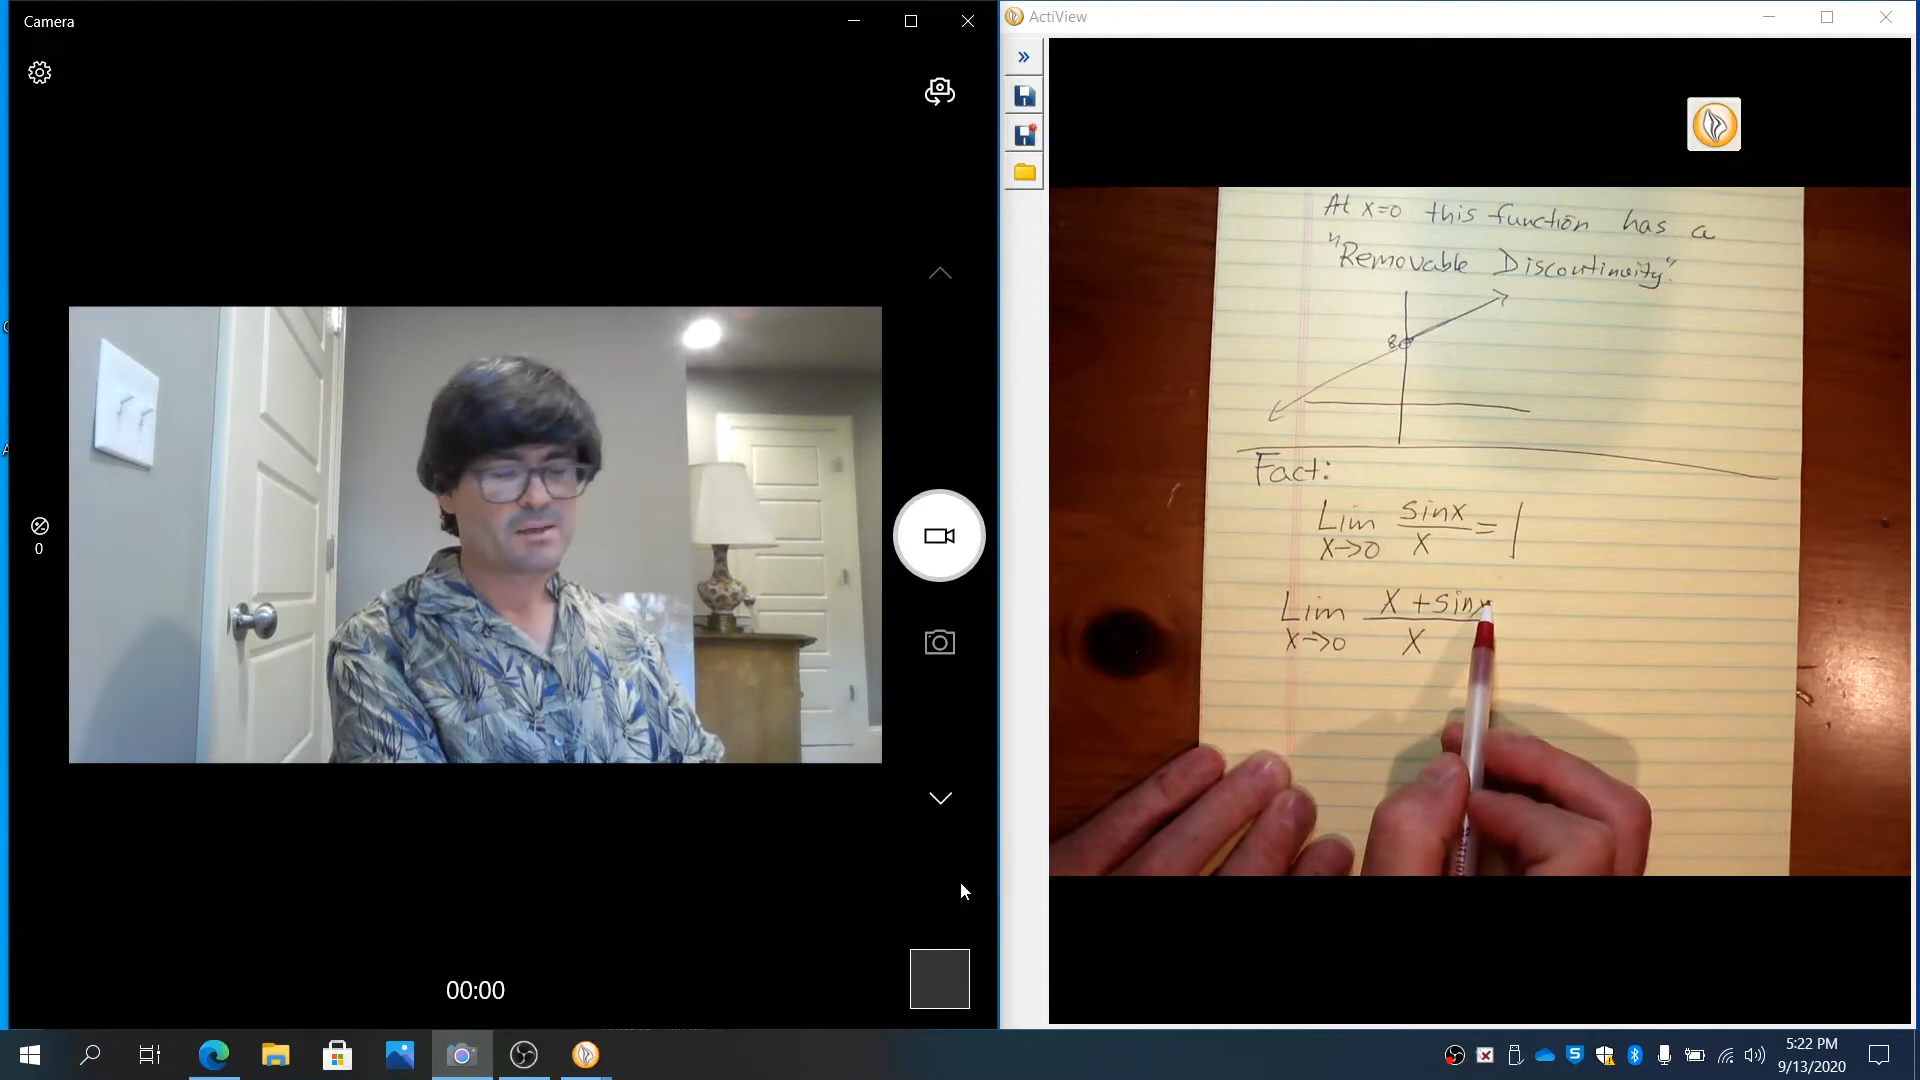 Camera
ActiView
0
00:00
At x=0 this function has a
"Removable Discontinuity".
8
Fact:
Lim sinx = 1
x→0 x
Lim x + sinx
x→0 x
5:22 PM
9/13/2020